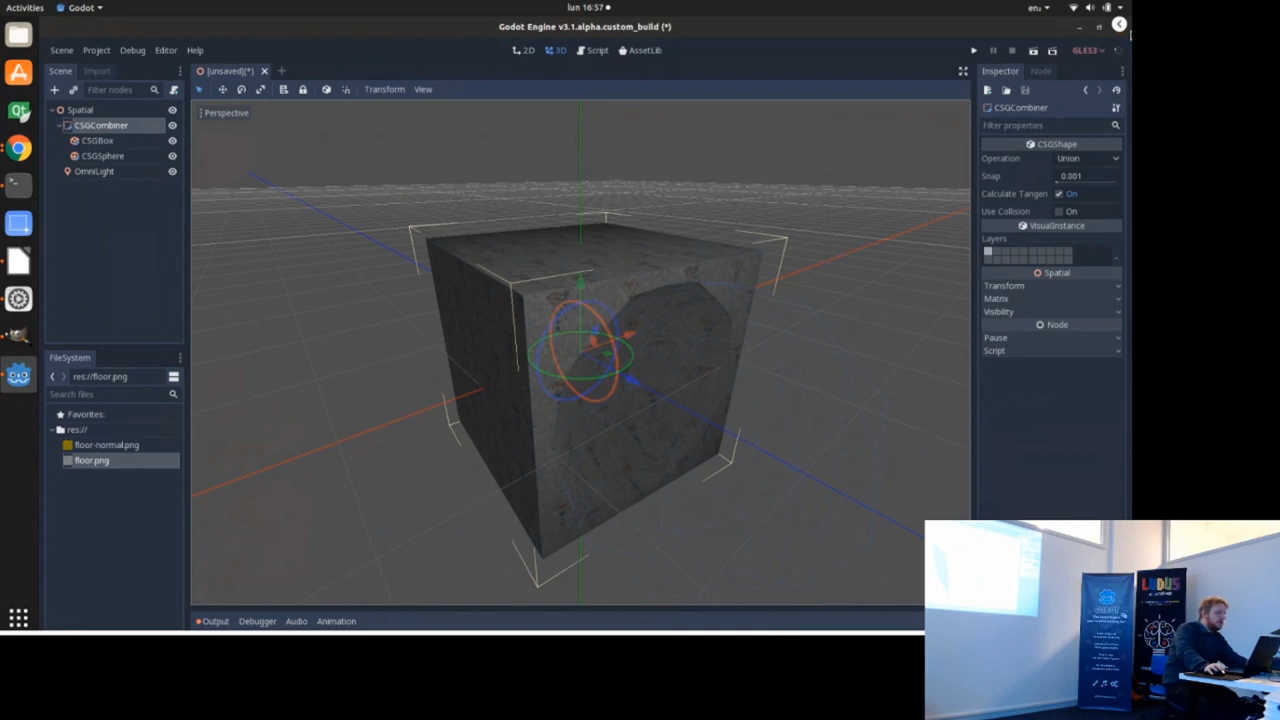 Activities Godot lun 16:57 en₂
Godot Engine v3.1.alpha.custom_build (*)
Scene Project Debug Editor Help 2D 3D Script AssetLib GLES3
Scene Import [unsaved](*) Inspector Node
Filter nodes Transform View
Spatial Perspective CSGCombiner
CSGCombiner Filter properties
CSGBox CSGShape
CSGSphere Operation Union
OmniLight Snap 0.001
Calculate Tangen On
Use Collision On
VisualInstance
Layers
Spatial
Transform
Matrix
Visibility
Node
Pause
Script
FileSystem
res://floor.png
Search files
Favorites:
res://
floor-normal.png
floor.png
Output Debugger Audio Animation
LUDUS
GODOT